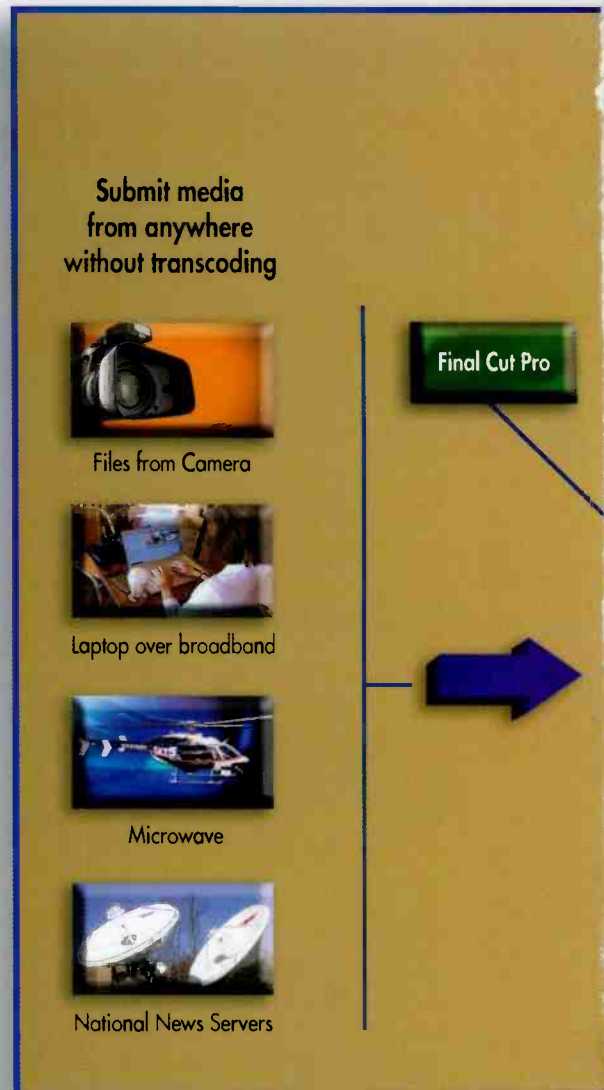 Submit media
from anywhere
without transcoding
Final Cut Pro
Files from Camera
Laptop over broadband
Microwave
National News Servers